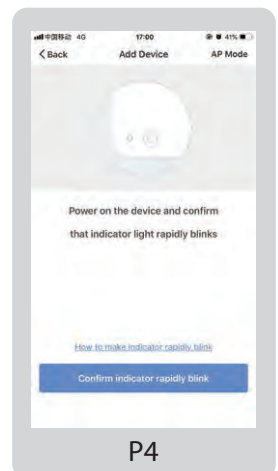 中国移动 4G 17:00 41%
< Back Add Device AP Mode
Power on the device and confirm
that indicator light rapidly blinks
How to make indicator rapidly blink
Confirm indicator rapidly blink
P4